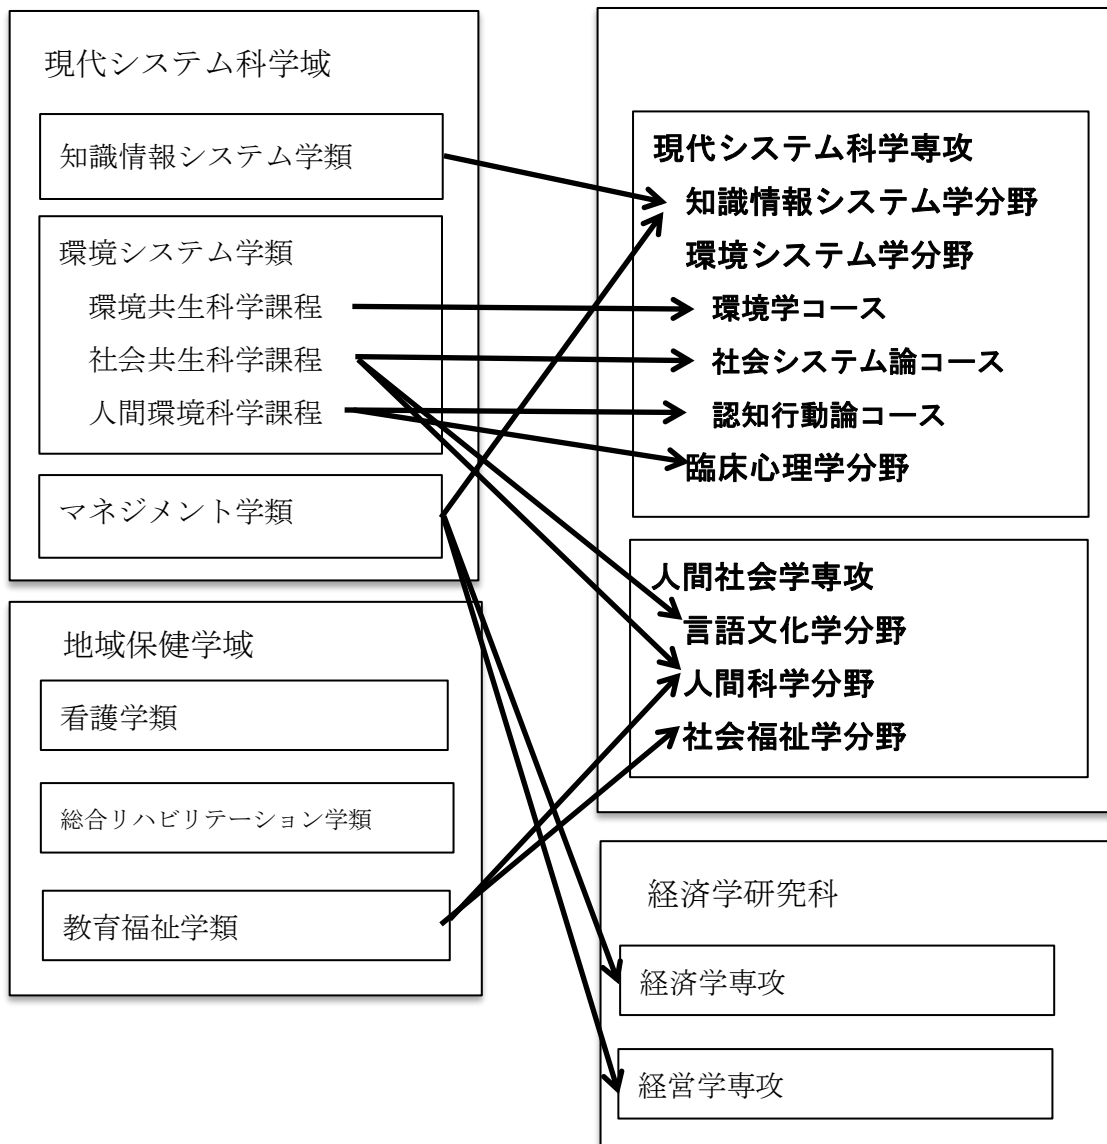 現代システム科学域
知識情報システム学類
環境システム学類
環境共生科学課程
社会共生科学課程
人間環境科学課程
マネジメント学類
地域保健学域
看護学類
総合リハビリテーション学類
教育福祉学類
現代システム科学専攻
知識情報システム学分野
環境システム学分野
環境学コース
社会システム論コース
認知行動論コース
臨床心理学分野
人間社会学専攻
言語文化学分野
人間科学分野
社会福祉学分野
経済学研究科
経済学専攻
経営学専攻